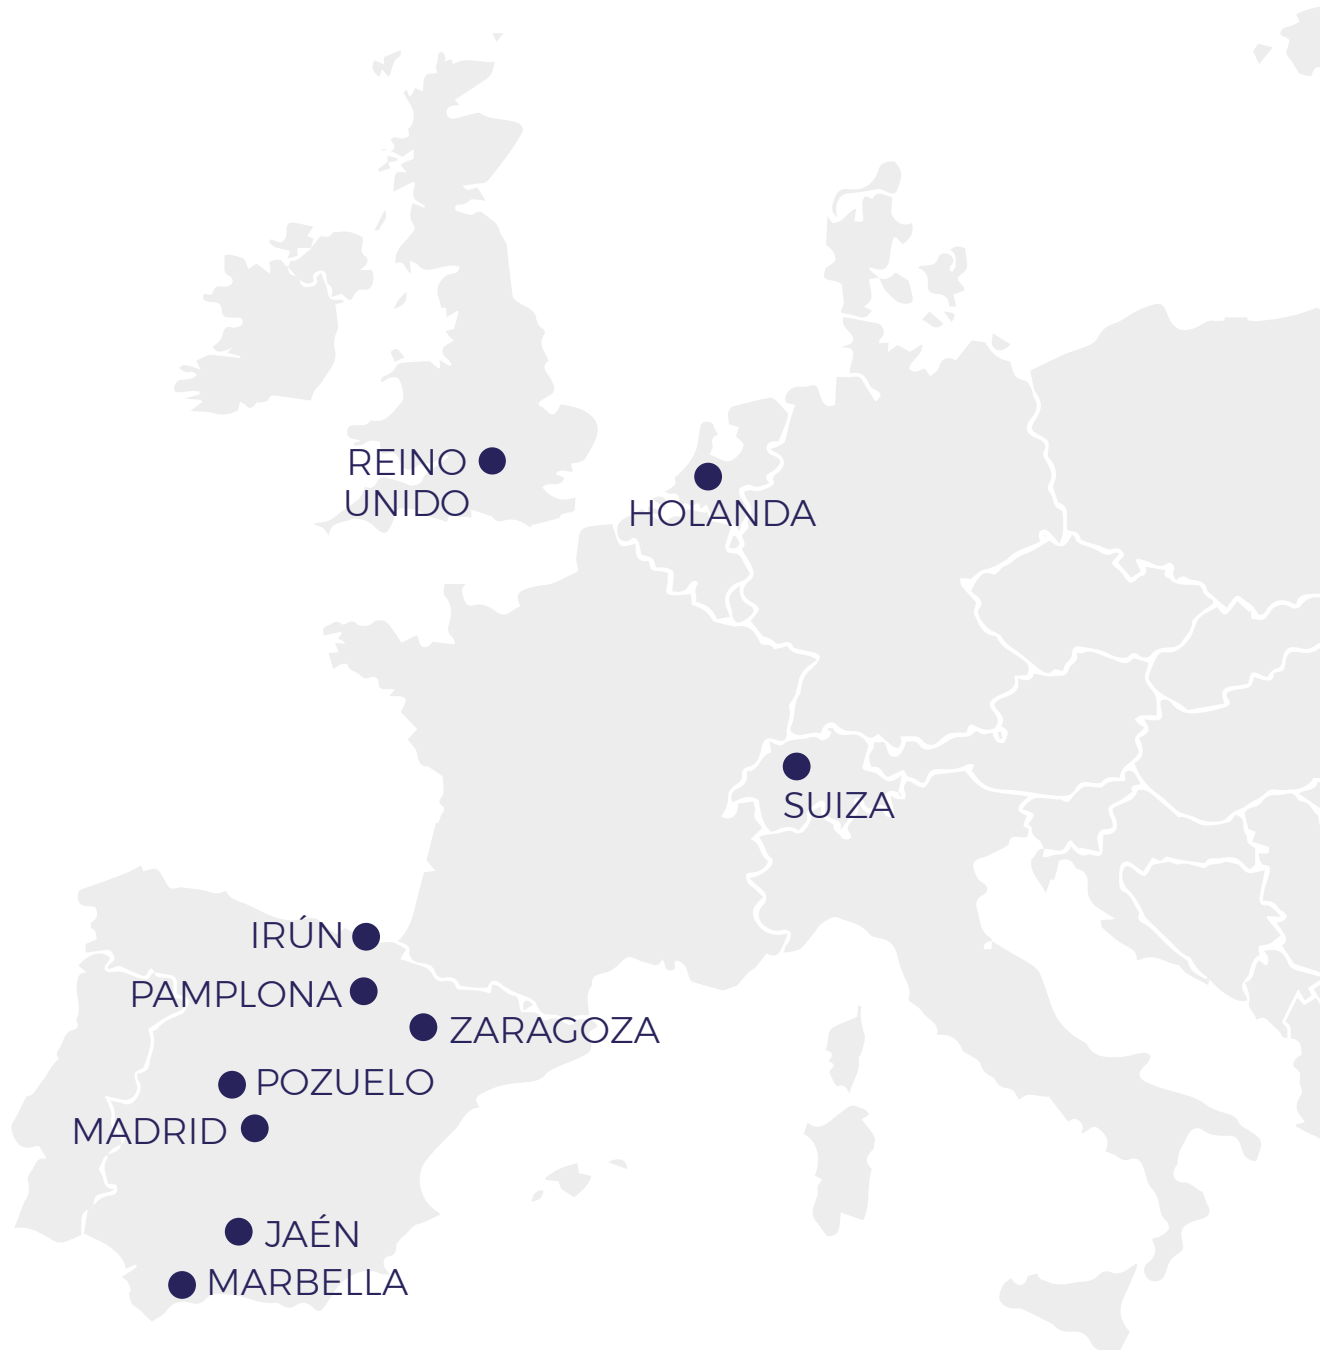 REINO
UNIDO
HOLANDA
SUIZA
IRÚN
PAMPLONA
ZARAGOZA
POZUELO
MADRID
JAÉN
MARBELLA